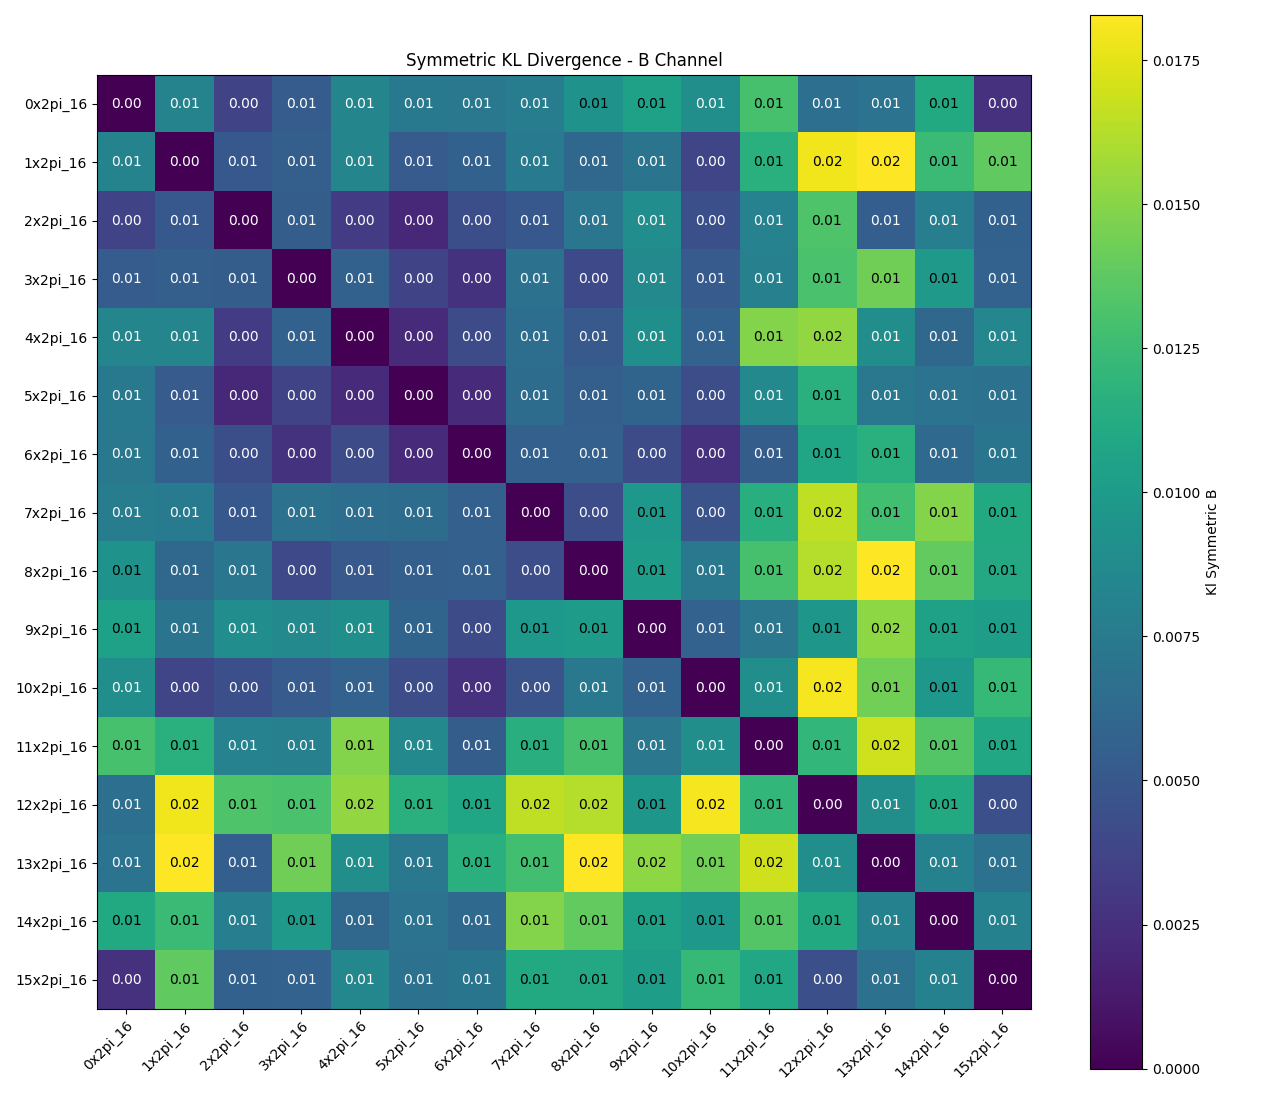 Symmetric KL Divergence - B Channel
0x2pi_16 0.00 0.01 0.00 0.01 0.01 0.01 0.01 0.01 0.01 0.01 0.01 0.01 0.01 0.01 0.01 0.00
1x2pi_16 0.01 0.00 0.01 0.01 0.01 0.01 0.01 0.01 0.01 0.01 0.00 0.01 0.02 0.02 0.01 0.01
2x2pi_16 0.00 0.01 0.00 0.01 0.00 0.00 0.00 0.01 0.01 0.01 0.00 0.01 0.01 0.01 0.01 0.01
3x2pi_16 0.01 0.01 0.01 0.00 0.01 0.00 0.00 0.01 0.00 0.01 0.01 0.01 0.01 0.01 0.01 0.01
4x2pi_16 0.01 0.01 0.00 0.01 0.00 0.00 0.00 0.01 0.01 0.01 0.01 0.01 0.02 0.01 0.01 0.01
5x2pi_16 0.01 0.01 0.00 0.00 0.00 0.00 0.00 0.01 0.01 0.01 0.00 0.01 0.01 0.01 0.01 0.01
6x2pi_16 0.01 0.01 0.00 0.00 0.00 0.00 0.00 0.01 0.01 0.00 0.00 0.01 0.01 0.01 0.01 0.01
7x2pi_16 0.01 0.01 0.01 0.01 0.01 0.01 0.01 0.00 0.00 0.01 0.00 0.01 0.02 0.01 0.01 0.01
8x2pi_16 0.01 0.01 0.01 0.00 0.01 0.01 0.01 0.00 0.00 0.01 0.01 0.01 0.02 0.02 0.01 0.01
9x2pi_16 0.01 0.01 0.01 0.01 0.01 0.01 0.00 0.01 0.01 0.00 0.01 0.01 0.01 0.02 0.01 0.01
10x2pi_16 0.01 0.00 0.00 0.01 0.01 0.00 0.00 0.00 0.01 0.01 0.00 0.01 0.02 0.01 0.01 0.01
11x2pi_16 0.01 0.01 0.01 0.01 0.01 0.01 0.01 0.01 0.01 0.01 0.01 0.00 0.01 0.02 0.01 0.01
12x2pi_16 0.01 0.02 0.01 0.01 0.02 0.01 0.01 0.02 0.02 0.01 0.02 0.01 0.00 0.01 0.01 0.00
13x2pi_16 0.01 0.02 0.01 0.01 0.01 0.01 0.01 0.01 0.02 0.02 0.01 0.02 0.01 0.00 0.01 0.01
14x2pi_16 0.01 0.01 0.01 0.01 0.01 0.01 0.01 0.01 0.01 0.01 0.01 0.01 0.01 0.01 0.00 0.01
15x2pi_16 0.00 0.01 0.01 0.01 0.01 0.01 0.01 0.01 0.01 0.01 0.01 0.01 0.00 0.01 0.01 0.00
0x2pi_16 1x2pi_16 2x2pi_16 3x2pi_16 4x2pi_16 5x2pi_16 6x2pi_16 7x2pi_16 8x2pi_16 9x2pi_16 10x2pi_16 11x2pi_16 12x2pi_16 13x2pi_16 14x2pi_16 15x2pi_16
0.0175
0.0150
0.0125
0.0100
0.0075
0.0050
0.0025
0.0000
Kl Symmetric B